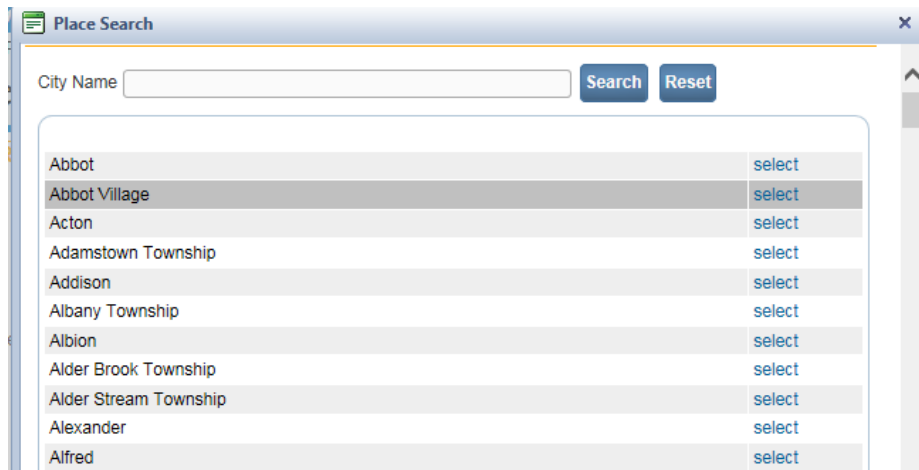 Place Search
City Name Search Reset
Abbot select
Abbot Village select
Acton select
Adamstown Township select
Addison select
Albany Township select
Albion select
Alder Brook Township select
Alder Stream Township select
Alexander select
Alfred select